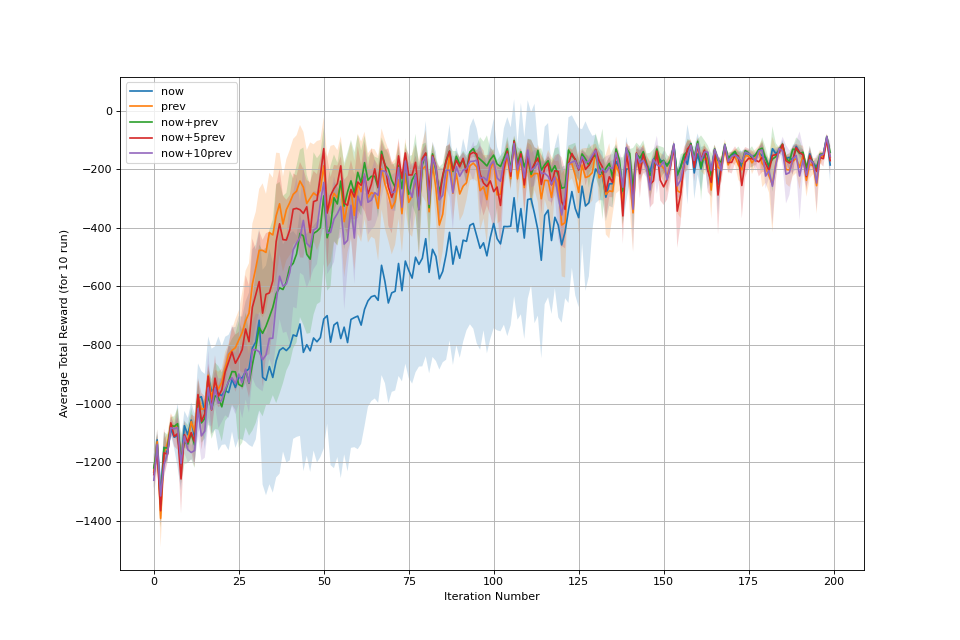 now
prev
now+prev
now+5prev
now+10prev
0
−200
−400
−600
−800
−1000
−1200
−1400
Average Total Reward (for 10 run)
0 25 50 75 100 125 150 175 200
Iteration Number